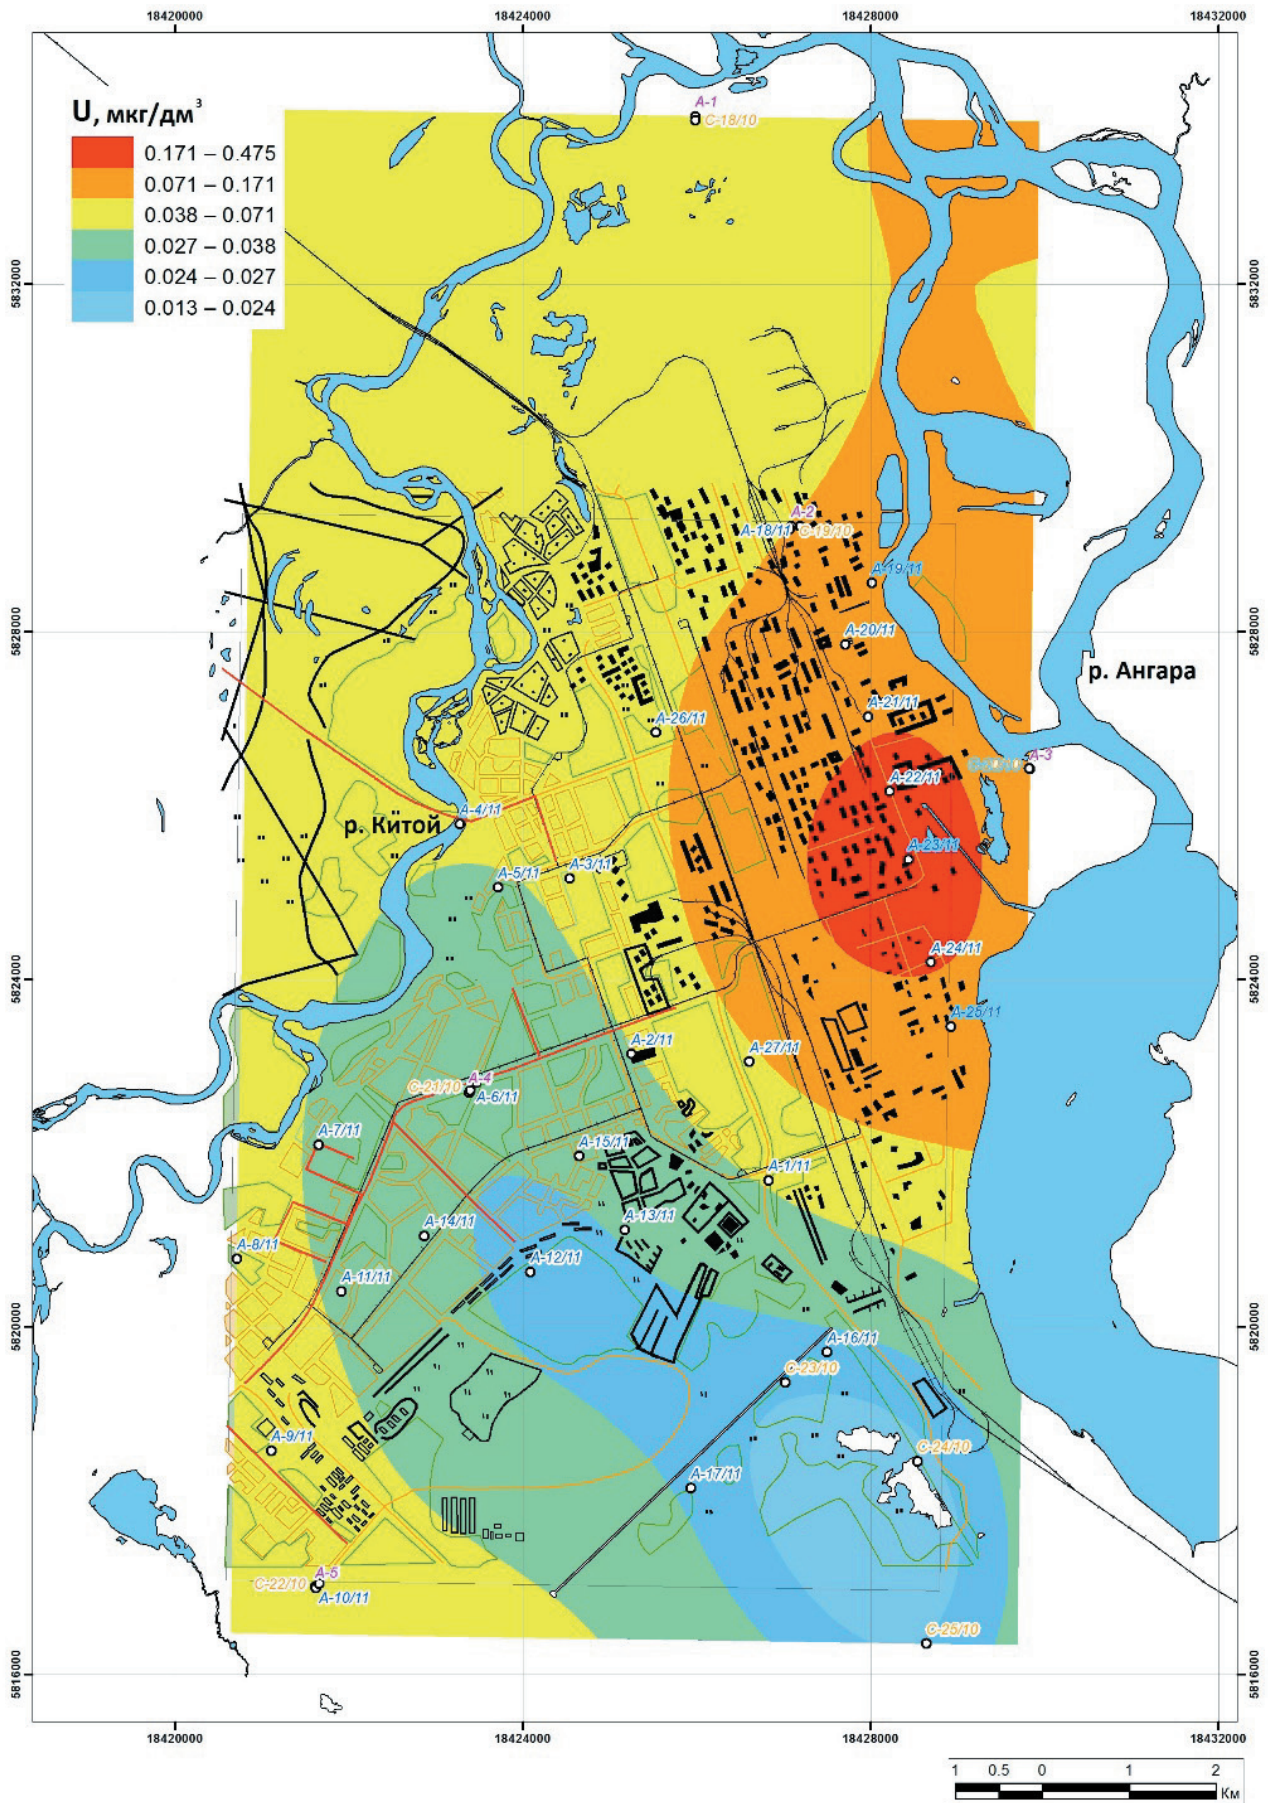 18420000 18424000 18428000 18432000
U, мкг/дм³
0.171 – 0.475
0.071 – 0.171
0.038 – 0.071
0.027 – 0.038
0.024 – 0.027
0.013 – 0.024
A-1
C-18/10
5832000 5832000
A-2
A-18/11 C-19/10
A-19/11
5828000 5828000
A-20/11
р. Ангара
A-21/11
A-26/11
A-3
A-22/11
A-4/11
р. Китой
A-23/11
A-3/11
A-5/11
A-24/11
5824000 5824000
A-25/11
A-2/11
A-27/11
A-4
C-21/10
A-6/11
A-7/11
A-15/11
A-1/11
A-14/11
A-13/11
A-8/11
A-12/11
A-11/11
5820000 5820000
A-16/11
C-23/10
A-9/11
C-24/10
A-17/11
A-5
C-22/10
A-10/11
C-25/10
5816000 5816000
18420000 18424000 18428000 18432000
1 0.5 0 1 2
Км